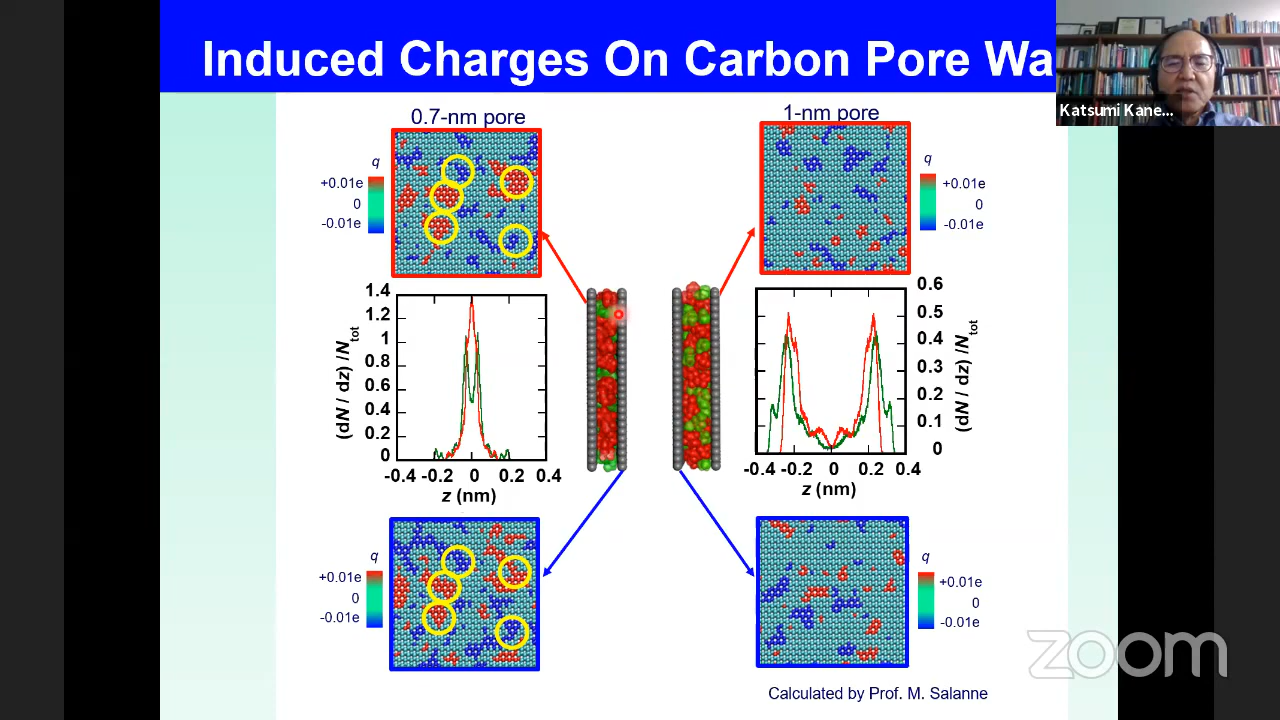 Induced Charges On Carbon Pore Wa
Katsumi Kane...
0.7-nm pore
1-nm pore
q
+0.01e
0
-0.01e
q
+0.01e
0
-0.01e
1.4
1.2
1
0.8
0.6
0.4
0.2
0
(dN / dz) /Ntot
-0.4 -0.2 0 0.2 0.4
z (nm)
0.6
0.5
0.4
0.3
0.2
0.1
0
(dN / dz) /Ntot
-0.4 -0.2 0 0.2 0.4
z (nm)
q
+0.01e
0
-0.01e
q
+0.01e
0
-0.01e
zoom
Calculated by Prof. M. Salanne